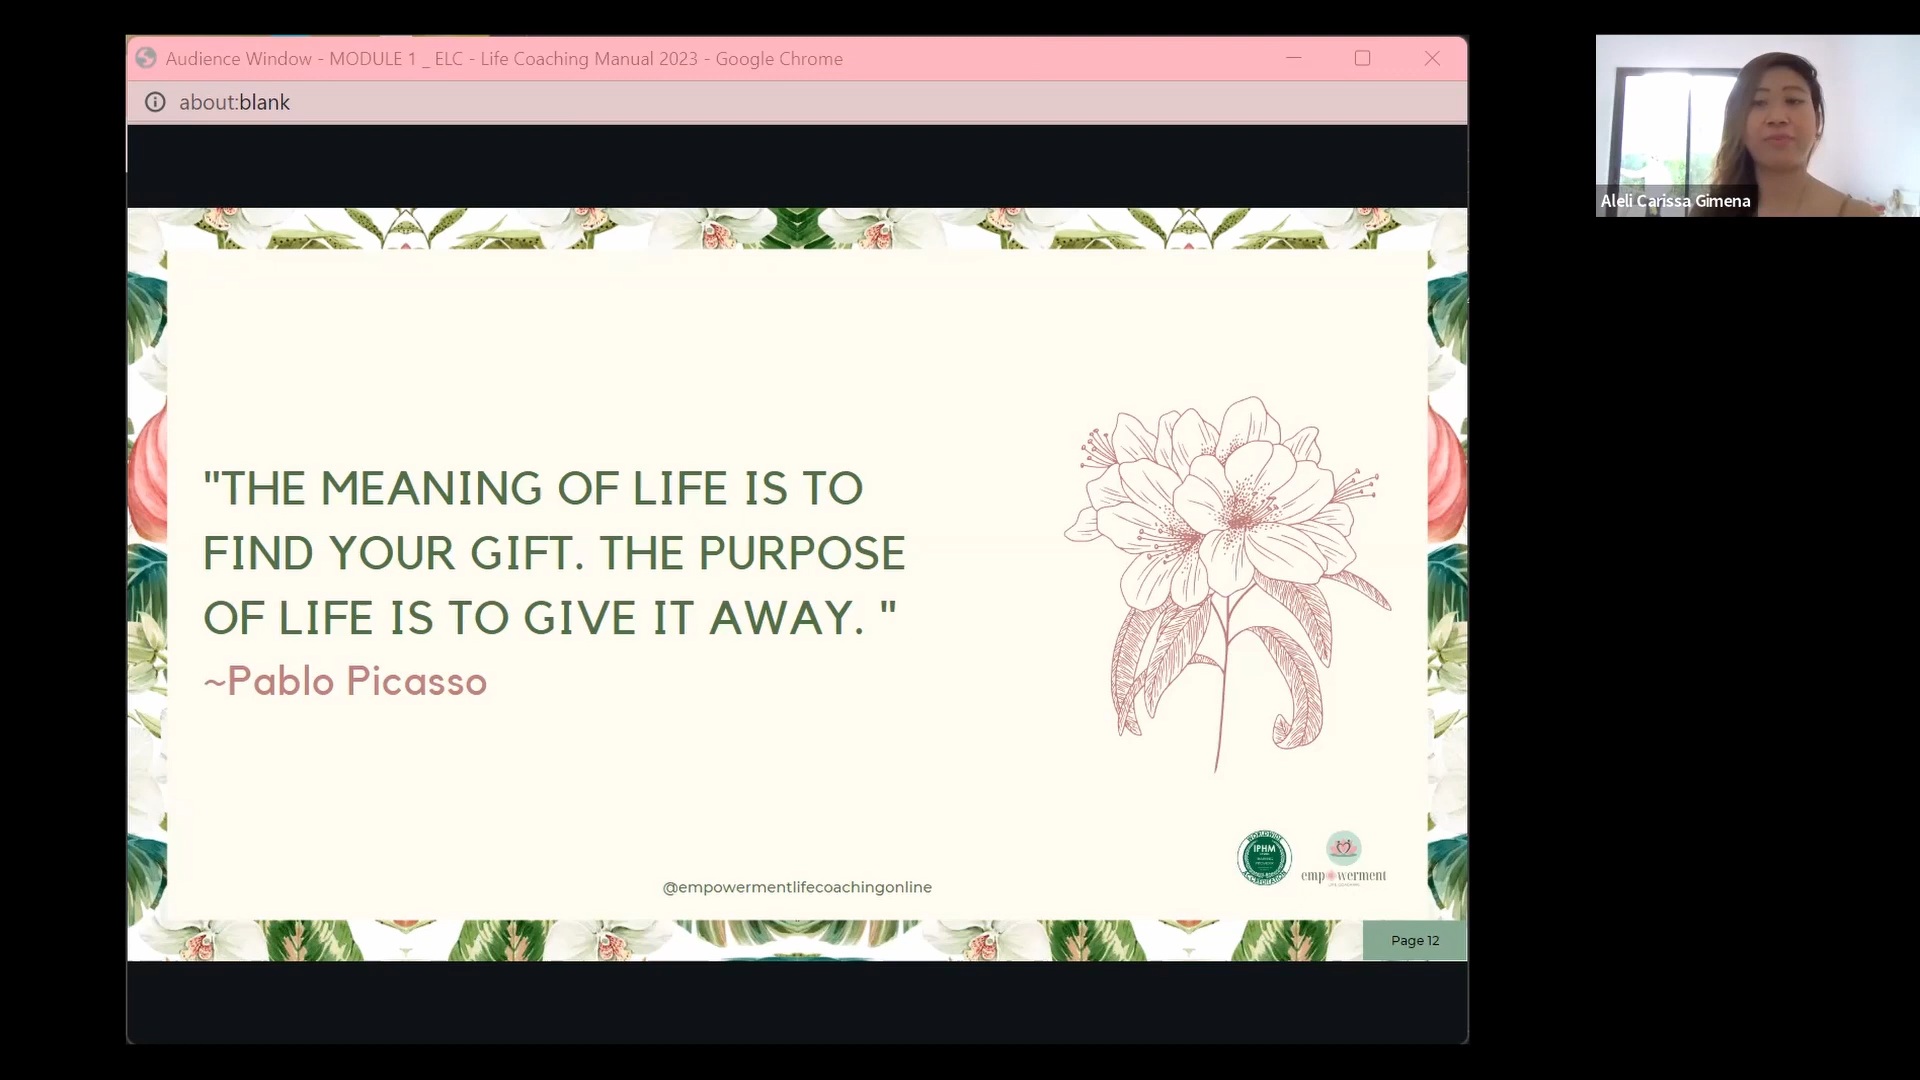 Audience Window - MODULE 1 _ ELC - Life Coaching Manual 2023 - Google Chrome
about:blank
Aleli Carissa Gimena
"THE MEANING OF LIFE IS TO
FIND YOUR GIFT. THE PURPOSE
OF LIFE IS TO GIVE IT AWAY. "
~Pablo Picasso
IPHM
empowerment
@empowermentlifecoachingonline
Page 12